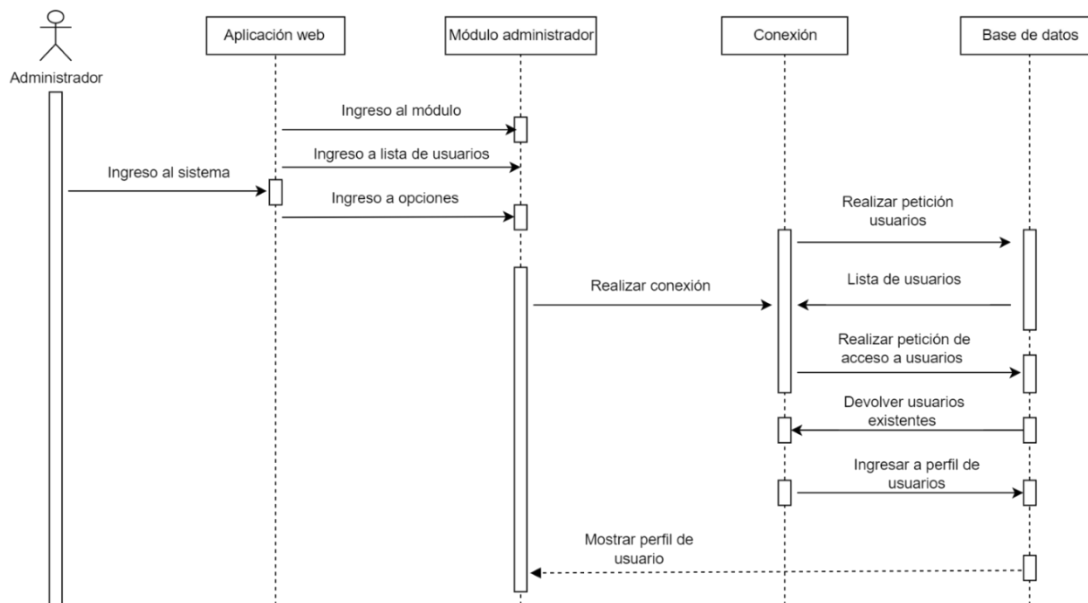 Administrador
Aplicación web
Módulo administrador
Conexión
Base de datos
Ingreso al módulo
Ingreso a lista de usuarios
Ingreso al sistema
Ingreso a opciones
Realizar petición
usuarios
Realizar conexión
Lista de usuarios
Realizar petición de
acceso a usuarios
Devolver usuarios
existentes
Ingresar a perfil de
usuarios
Mostrar perfil de
usuario